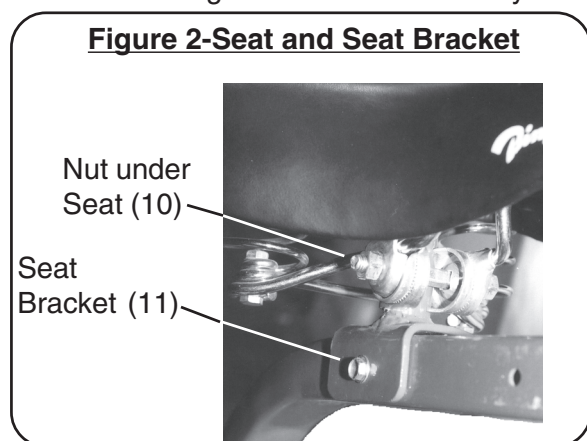 Figure 2-Seat and Seat Bracket
Nut under
Seat (10)
Seat
Bracket (11)